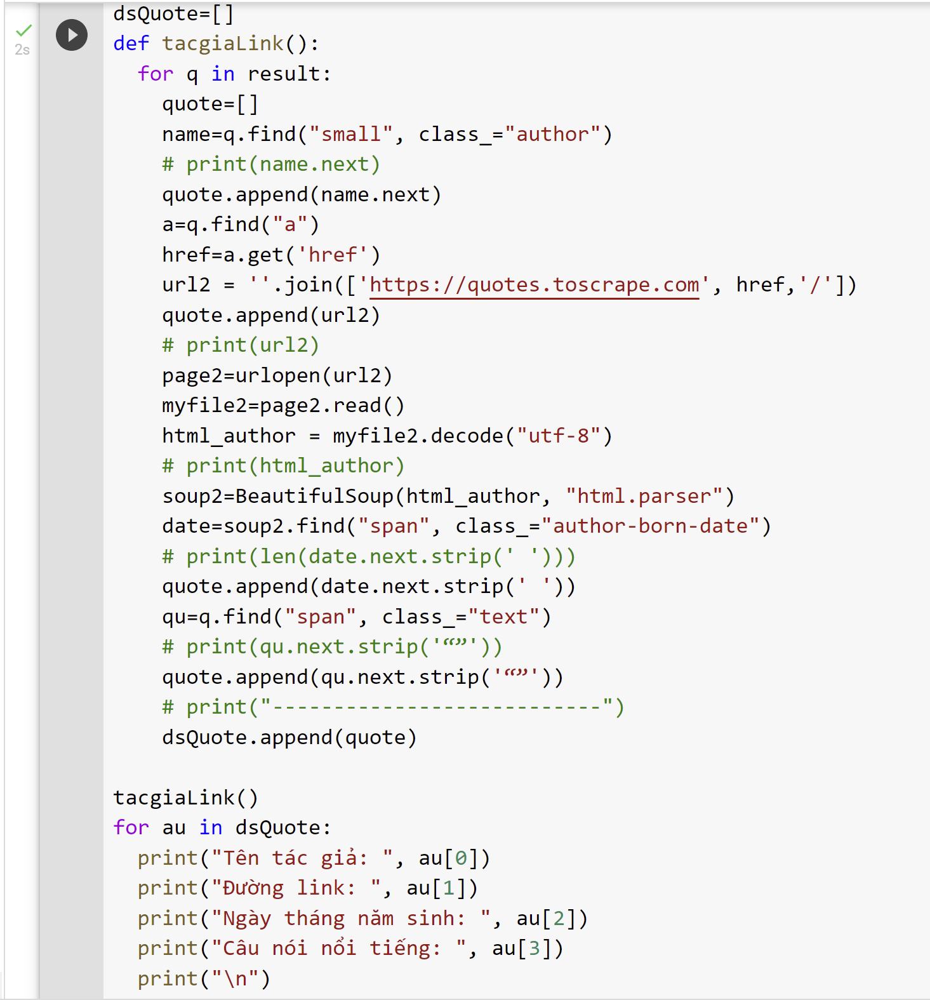 dsQuote=[]
2s
def tacgiaLink():
  for q in result:
    quote=[]
    name=q.find("small", class_="author")
    # print(name.next)
    quote.append(name.next)
    a=q.find("a")
    href=a.get('href')
    url2 = ''.join(['https://quotes.toscrape.com', href,'/'])
    quote.append(url2)
    # print(url2)
    page2=urlopen(url2)
    myfile2=page2.read()
    html_author = myfile2.decode("utf-8")
    # print(html_author)
    soup2=BeautifulSoup(html_author, "html.parser")
    date=soup2.find("span", class_="author-born-date")
    # print(len(date.next.strip(' ')))
    quote.append(date.next.strip(' '))
    qu=q.find("span", class_="text")
    # print(qu.next.strip('“”'))
    quote.append(qu.next.strip('“”'))
    # print("---------------------------")
    dsQuote.append(quote)

tacgiaLink()
for au in dsQuote:
  print("Tên tác giả: ", au[0])
  print("Đường link: ", au[1])
  print("Ngày tháng năm sinh: ", au[2])
  print("Câu nói nổi tiếng: ", au[3])
  print("\n")